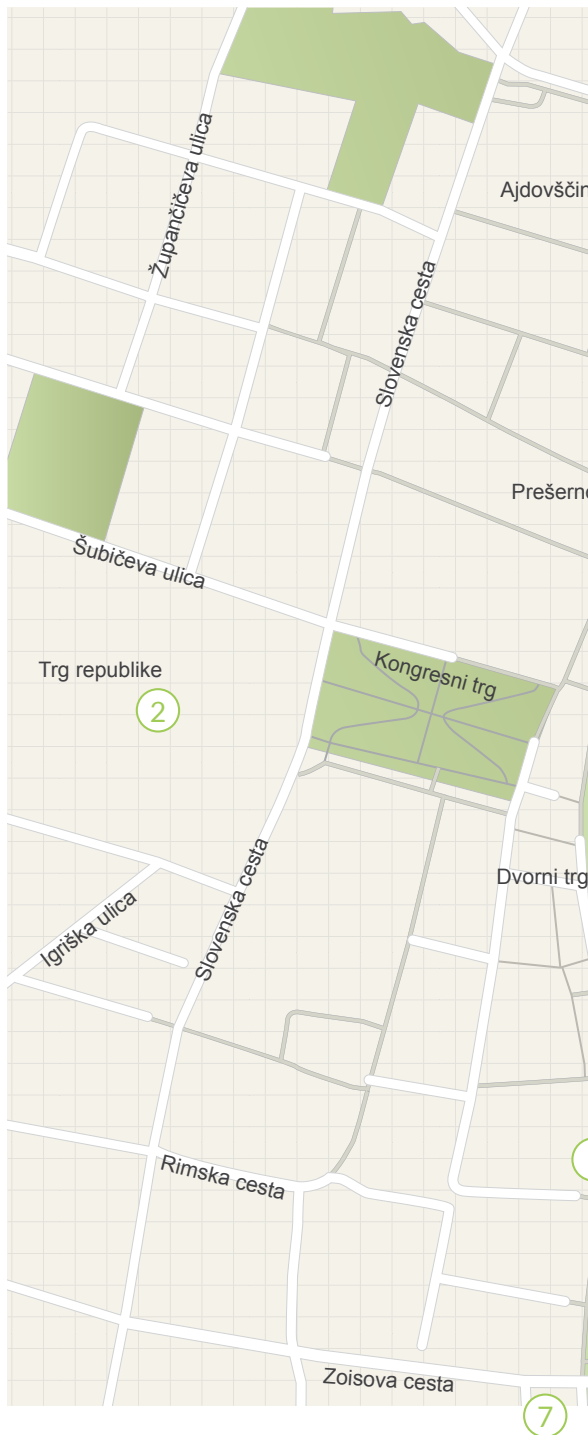 Župančičeva ulica
Ajdovščin
Slovenska cesta
Prešerno
Šubičeva ulica
Kongresni trg
Trg republike
2
Dvorni trg
Slovenska cesta
Igriška ulica
Rimska cesta
Zoisova cesta
7